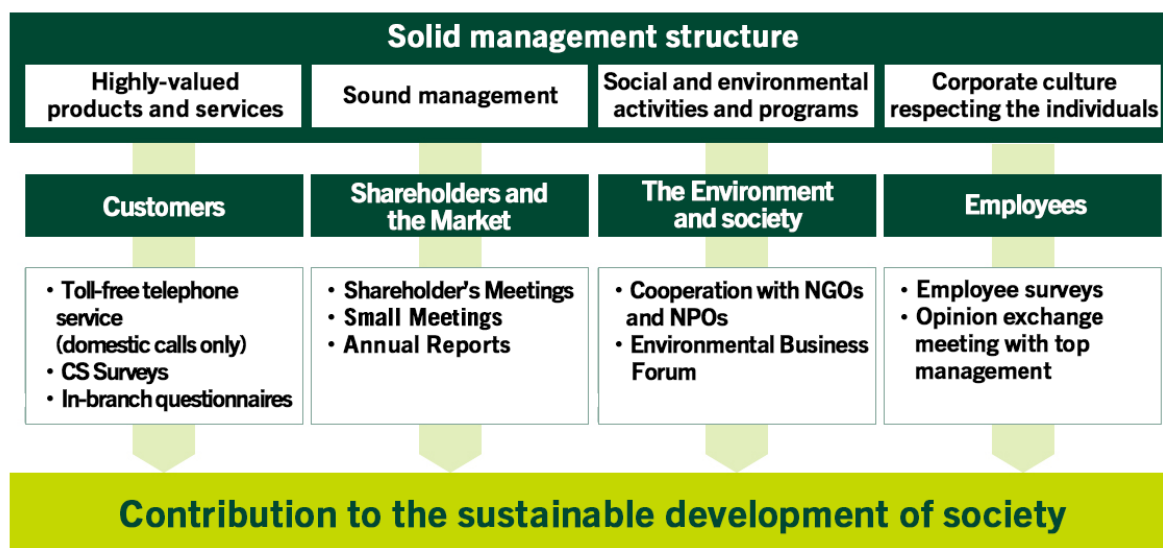 Solid management structure
Highly-valued
products and services
Sound management
Social and environmental
activities and programs
Corporate culture
respecting the individuals
Customers
Shareholders and
the Market
The Environment
and society
Employees
・Toll-free telephone
service
(domestic calls only)
・CS Surveys
・In-branch questionnaires
・Shareholder's Meetings
・Small Meetings
・Annual Reports
・Cooperation with NGOs
and NPOs
・Environmental Business
Forum
・Employee surveys
・Opinion exchange
meeting with top
management
Contribution to the sustainable development of society